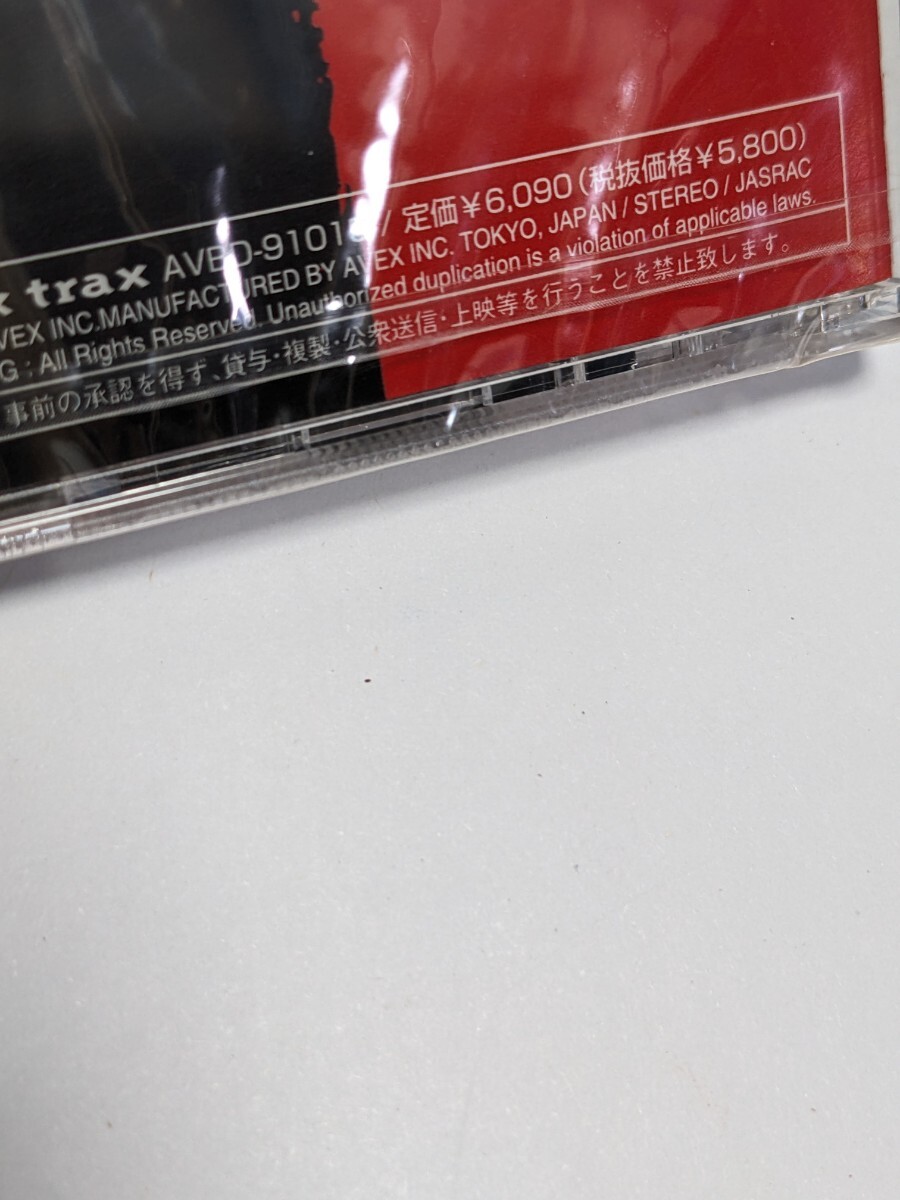 trax AVBD-9101 / 定価¥6,090(税抜価格¥5,800)
AVEX INC.MANUFACTURED BY AVEX INC. TOKYO, JAPAN / STEREO / JASRAC
G : All Rights Reserved. Unauthorized duplication is a violation of applicable laws.
事前の承認を得ず、貸与・複製・公衆送信・上映等を行うことを禁止致します。